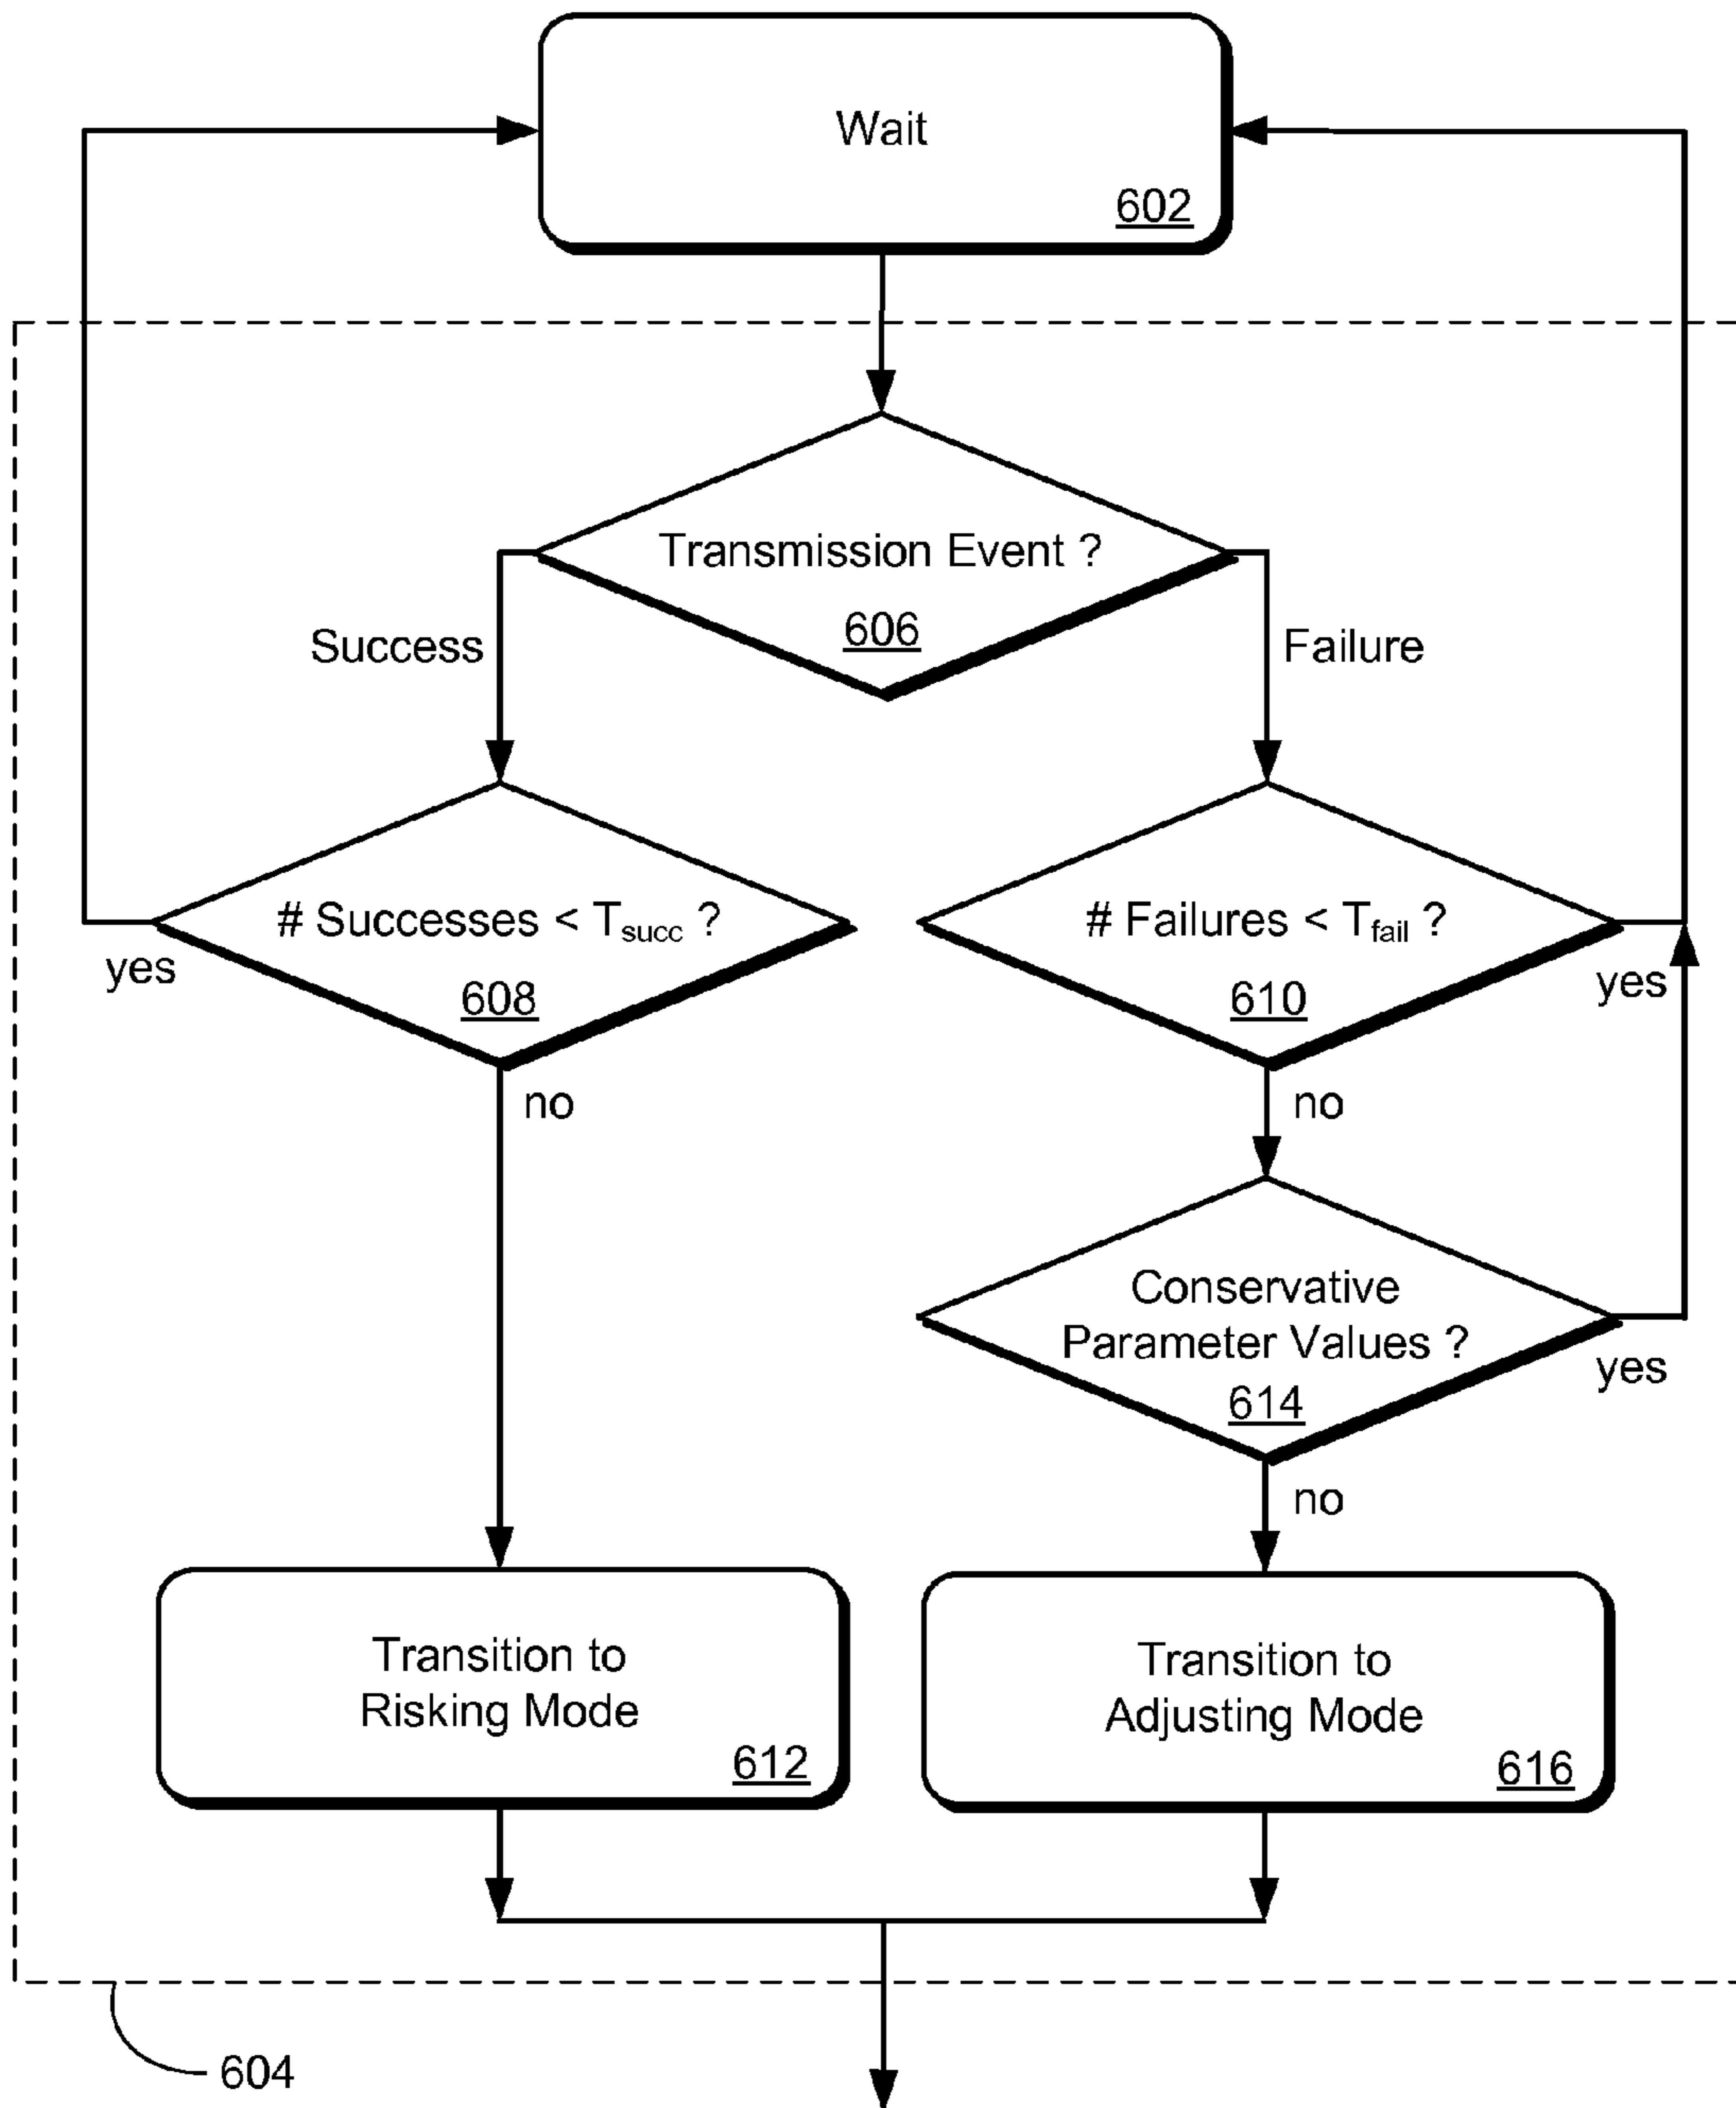 Wait
602
Transmission Event ?
606
Success
Failure
# Successes < Tsucc ?
608
yes
no
# Failures < Tfail ?
610
yes
no
Conservative
Parameter Values ?
614
yes
no
Transition to
Risking Mode
612
Transition to
Adjusting Mode
616
604